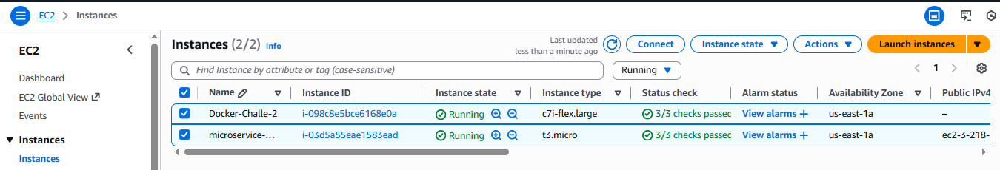 EC2 > Instances
EC2
Dashboard
EC2 Global View
Events
Instances
Instances
Instances (2/2) Info
Last updated
less than a minute ago
Connect
Instance state
Actions
Launch instances
Find Instance by attribute or tag (case-sensitive)
Running
1
Name Instance ID Instance state Instance type Status check Alarm status Availability Zone Public IPv4
Docker-Challe-2 i-098c8e5bce6168e0a Running c7i-flex.large 3/3 checks passed View alarms + us-east-1a –
microservice-... i-03d5a55eae1583ead Running t3.micro 3/3 checks passed View alarms + us-east-1a ec2-3-218-